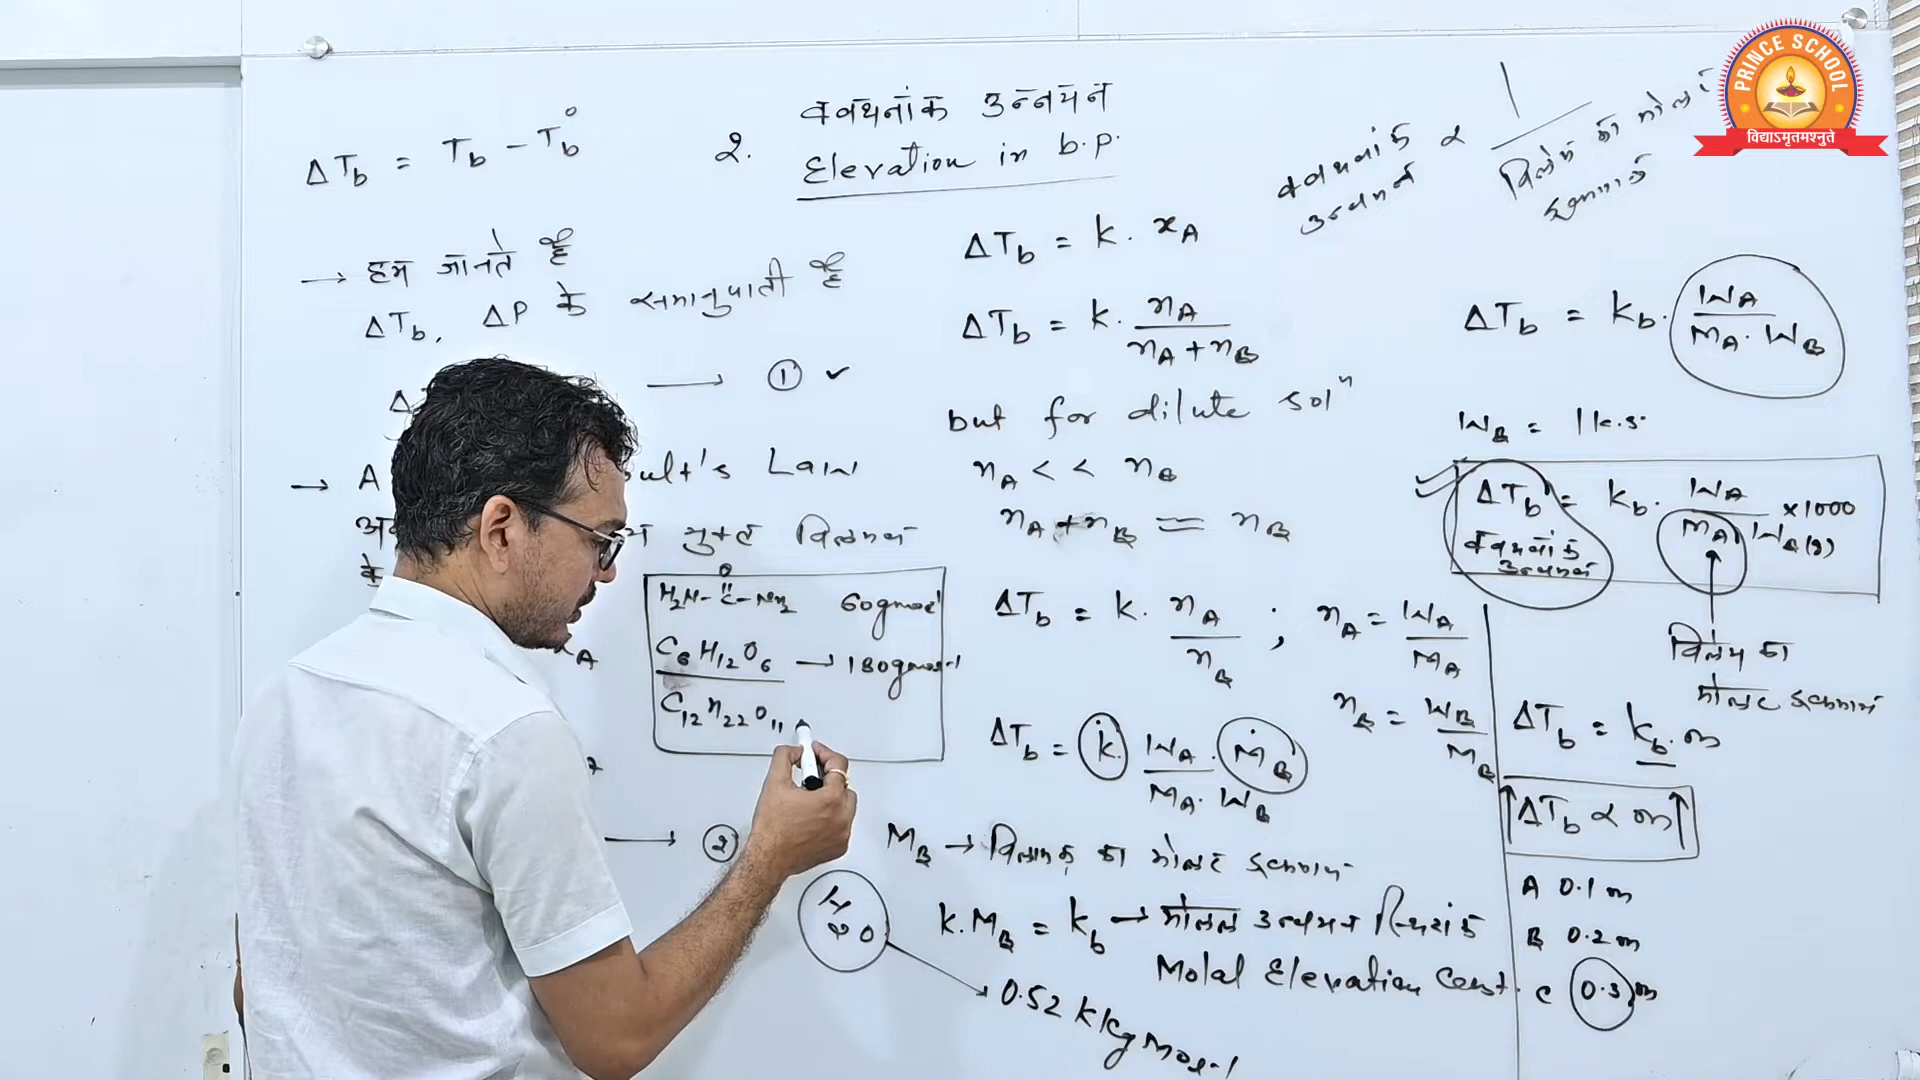 PRINCE SCHOOL
विद्याऽमृतमश्नुते
2. क्वथनांक उन्नयन
Elevation in b.p.
ΔTb = Tb - Tb°
→ हम जानते है
ΔTb, ΔP के समानुपाती है
→ ①
Law
→ ②
H2N-C-NH2 60gmol-1
O
C6H12O6 → 180gmol-1
C12H22O11
ΔTb = k. xA
ΔTb = k. nA / nA + nB
but for dilute solⁿ
nA < < nB
nA + nB = nB
ΔTb = k. nA / nB ; nA = WA / MA
nB = WB / MB
ΔTb = k. WA . MB / MA. WB
MB → विलायक का मोलर द्रव्यमान
k.MB = kb → मोलल उन्नयन स्थिरांक
Molal Elevation Const.
H2O
0.52 K kg mol-1
क्वथनांक उन्नयन ∝ 1 / विलेय का मोलर द्रव्यमान
ΔTb = kb. WA / MA. WB
WB = 1 k.g.
ΔTb = kb. WA × 1000 / MA WB(g)
क्वथनांक
उन्नयन
विलेय का
मोलर द्रव्यमान
ΔTb = kb. m
ΔTb ∝ m
A 0.1 m
B 0.2 m
C 0.3 m